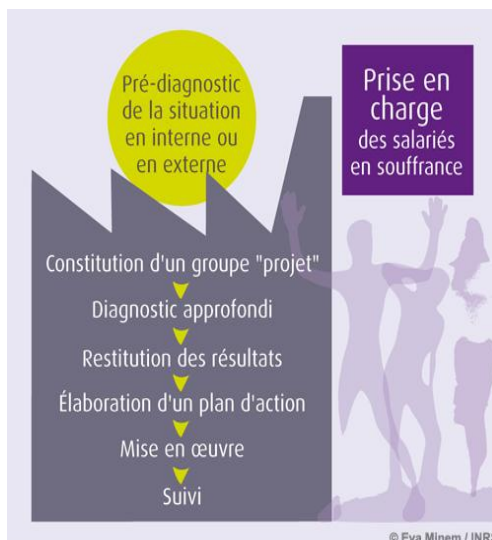 Pré-diagnostic
de la situation
en interne ou
en externe
Prise en
charge
des salariés
en souffrance
Constitution d'un groupe "projet"
Diagnostic approfondi
Restitution des résultats
Élaboration d'un plan d'action
Mise en œuvre
Suivi
© Eva Minem / INR